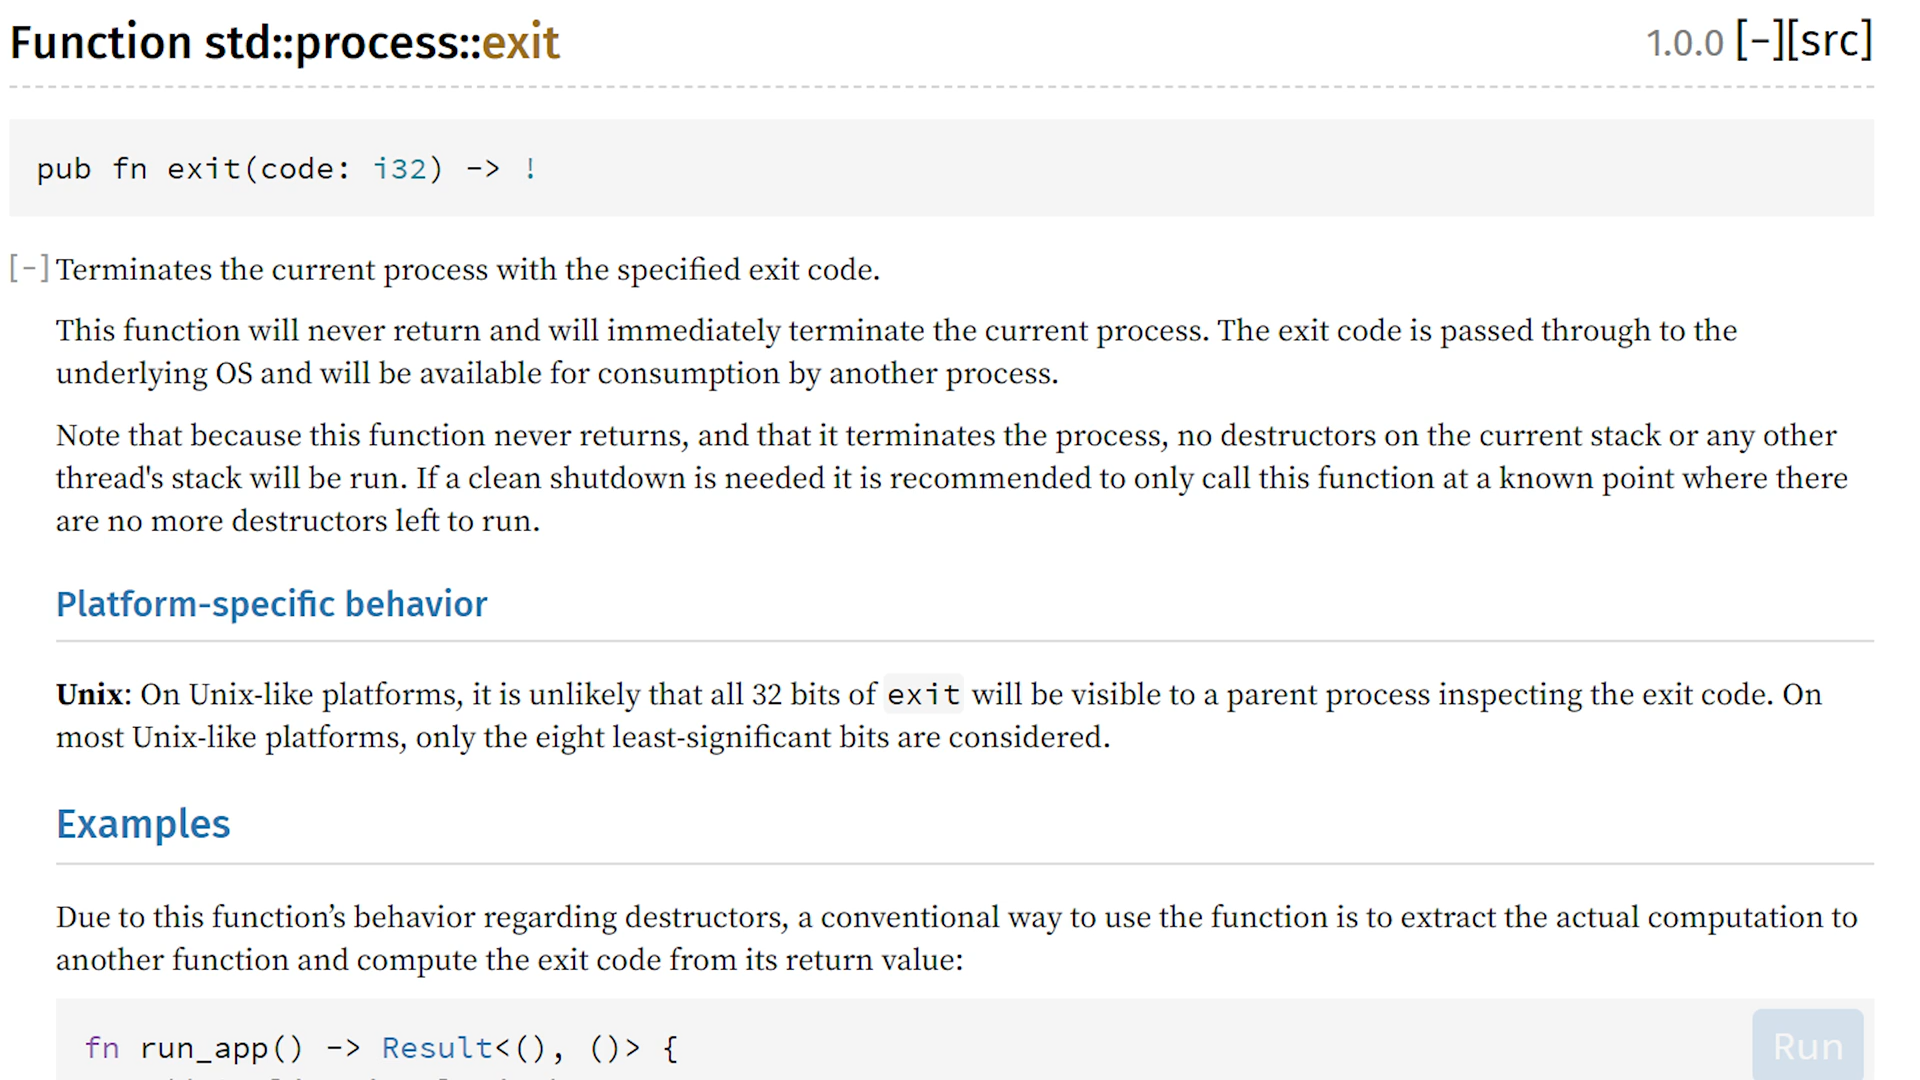 Function std::process::exit 1.0.0 [−][src]
pub fn exit(code: i32) -> !
[−] Terminates the current process with the specified exit code.
This function will never return and will immediately terminate the current process. The exit code is passed through to the
underlying OS and will be available for consumption by another process.
Note that because this function never returns, and that it terminates the process, no destructors on the current stack or any other
thread's stack will be run. If a clean shutdown is needed it is recommended to only call this function at a known point where there
are no more destructors left to run.
Platform-specific behavior
Unix: On Unix-like platforms, it is unlikely that all 32 bits of exit will be visible to a parent process inspecting the exit code. On
most Unix-like platforms, only the eight least-significant bits are considered.
Examples
Due to this function’s behavior regarding destructors, a conventional way to use the function is to extract the actual computation to
another function and compute the exit code from its return value:
fn run_app() -> Result<(), ()> {
Run